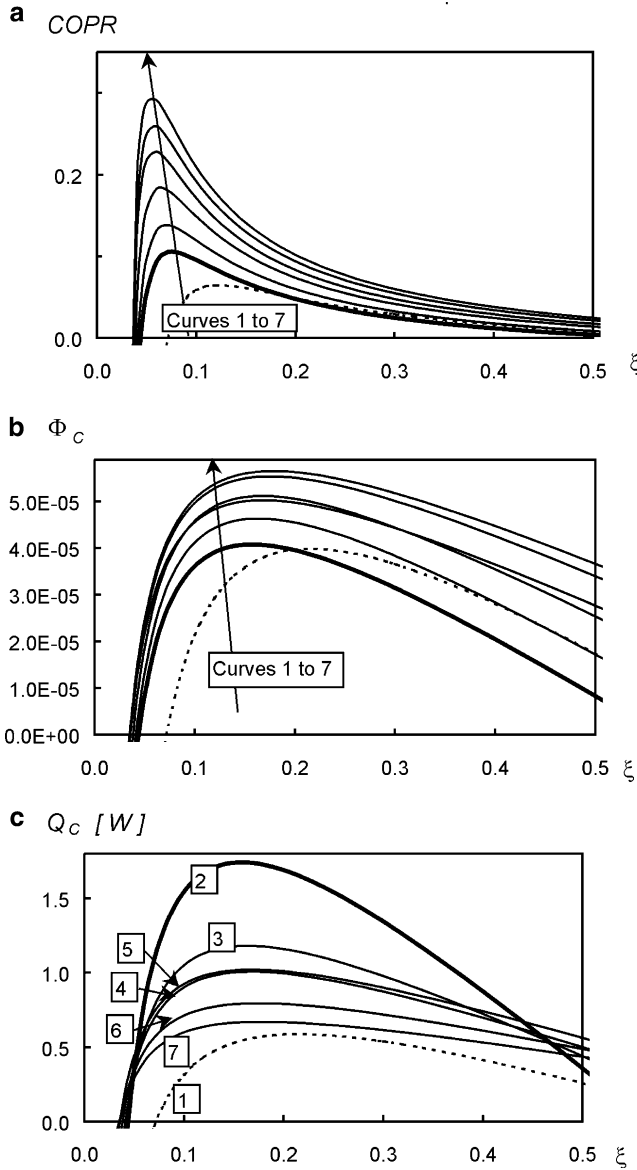 a COPR
0.2
0.0
Curves 1 to 7
0.0 0.1 0.2 0.3 0.4 0.5 ξ
b Φ C
5.0E-05
4.0E-05
3.0E-05
2.0E-05
1.0E-05
0.0E+00
Curves 1 to 7
0.0 0.1 0.2 0.3 0.4 0.5 ξ
c Q C [W]
1.5
1.0
0.5
0.0
2
3
5
4
6
7
1
0.0 0.1 0.2 0.3 0.4 0.5 ξ